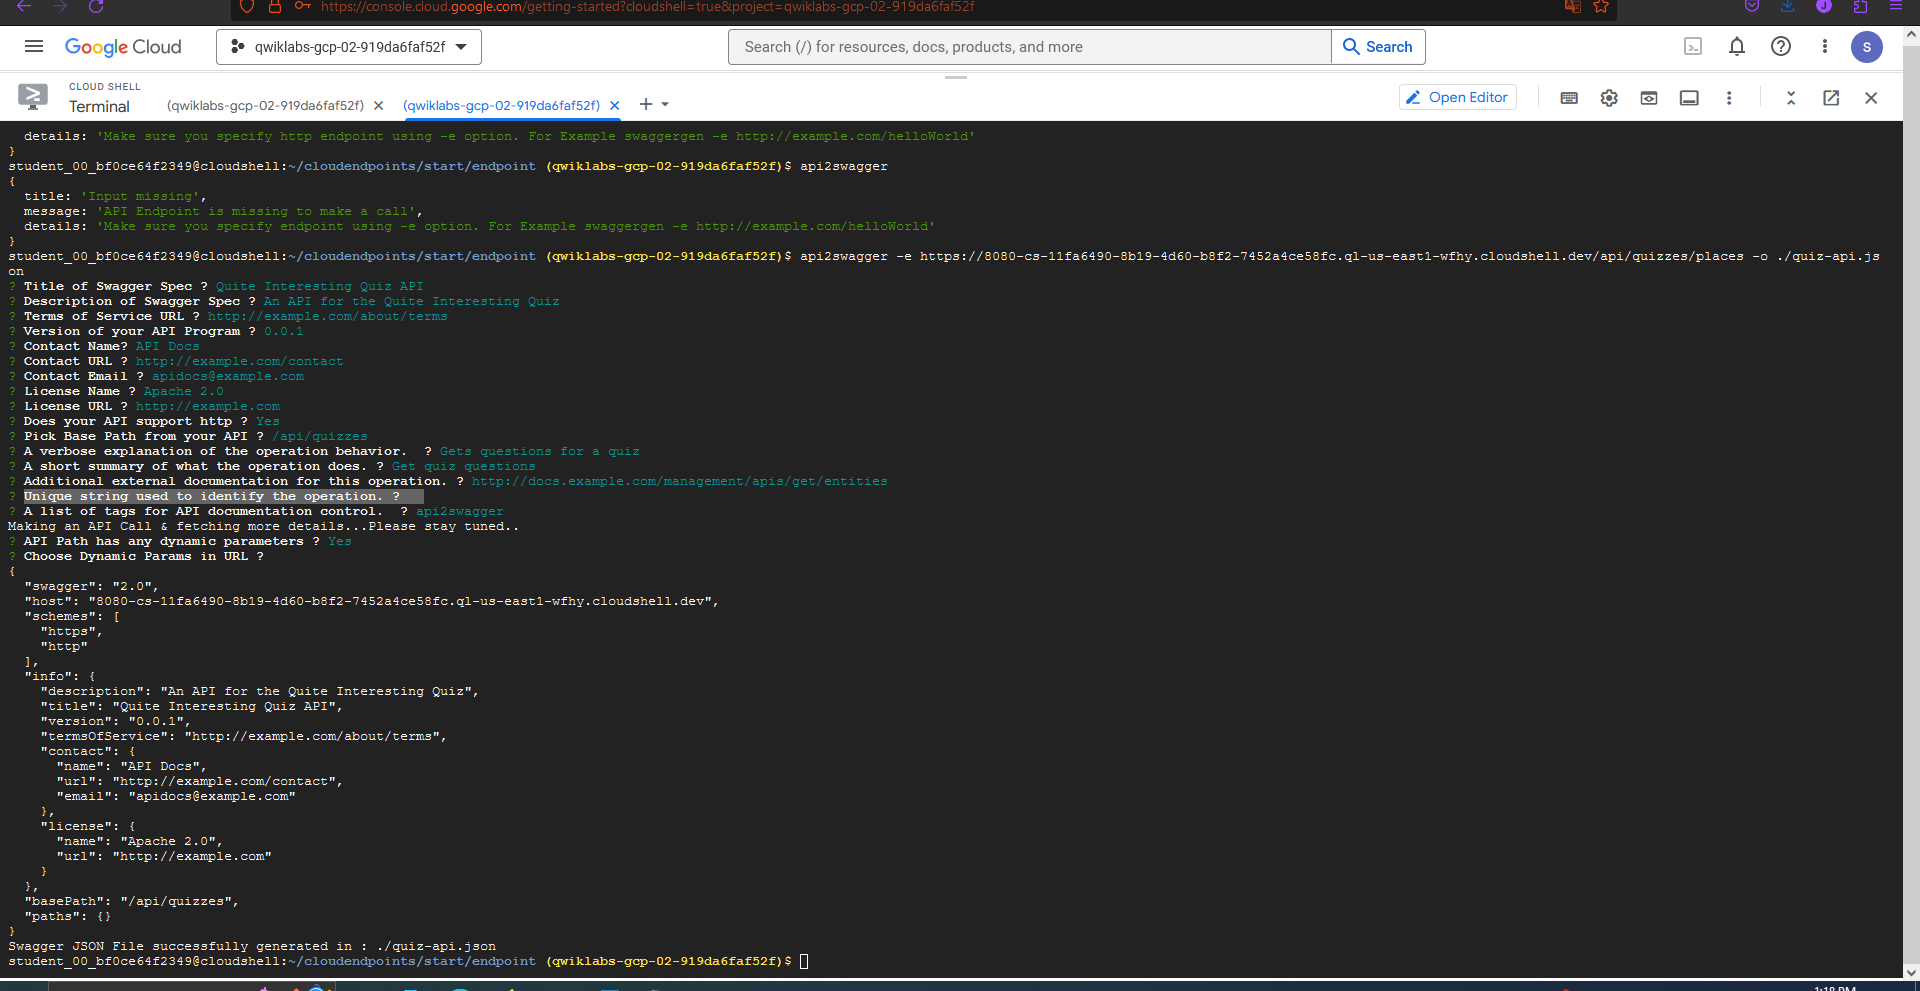 https://console.cloud.google.com/getting-started?cloudshell=true&project=qwiklabs-gcp-02-919da6faf52f
Google Cloud
qwiklabs-gcp-02-919da6faf52f
Search (/) for resources, docs, products, and more
Search
S
CLOUD SHELL
Terminal
(qwiklabs-gcp-02-919da6faf52f)
(qwiklabs-gcp-02-919da6faf52f)
Open Editor
details: 'Make sure you specify http endpoint using -e option. For Example swaggergen -e http://example.com/helloWorld'
}
student_00_bf0ce64f2349@cloudshell:~/cloudendpoints/start/endpoint (qwiklabs-gcp-02-919da6faf52f)$ api2swagger
{
title: 'Input missing',
message: 'API Endpoint is missing to make a call',
details: 'Make sure you specify endpoint using -e option. For Example swaggergen -e http://example.com/helloWorld'
}
student_00_bf0ce64f2349@cloudshell:~/cloudendpoints/start/endpoint (qwiklabs-gcp-02-919da6faf52f)$ api2swagger -e https://8080-cs-11fa6490-8b19-4d60-b8f2-7452a4ce58fc.ql-us-east1-wfhy.cloudshell.dev/api/quizzes/places -o ./quiz-api.js
on
? Title of Swagger Spec ? Quite Interesting Quiz API
? Description of Swagger Spec ? An API for the Quite Interesting Quiz
? Terms of Service URL ? http://example.com/about/terms
? Version of your API Program ? 0.0.1
? Contact Name? API Docs
? Contact URL ? http://example.com/contact
? Contact Email ? apidocs@example.com
? License Name ? Apache 2.0
? License URL ? http://example.com
? Does your API support http ? Yes
? Pick Base Path from your API ? /api/quizzes
? A verbose explanation of the operation behavior.  ? Gets questions for a quiz
? A short summary of what the operation does. ? Get quiz questions
? Additional external documentation for this operation. ? http://docs.example.com/management/apis/get/entities
? Unique string used to identify the operation. ?
? A list of tags for API documentation control.  ? api2swagger
Making an API Call & fetching more details...Please stay tuned..
? API Path has any dynamic parameters ? Yes
? Choose Dynamic Params in URL ?
{
"swagger": "2.0",
"host": "8080-cs-11fa6490-8b19-4d60-b8f2-7452a4ce58fc.ql-us-east1-wfhy.cloudshell.dev",
"schemes": [
"https",
"http"
],
"info": {
"description": "An API for the Quite Interesting Quiz",
"title": "Quite Interesting Quiz API",
"version": "0.0.1",
"termsOfService": "http://example.com/about/terms",
"contact": {
"name": "API Docs",
"url": "http://example.com/contact",
"email": "apidocs@example.com"
},
"license": {
"name": "Apache 2.0",
"url": "http://example.com"
}
},
"basePath": "/api/quizzes",
"paths": {}
}
Swagger JSON File successfully generated in : ./quiz-api.json
student_00_bf0ce64f2349@cloudshell:~/cloudendpoints/start/endpoint (qwiklabs-gcp-02-919da6faf52f)$